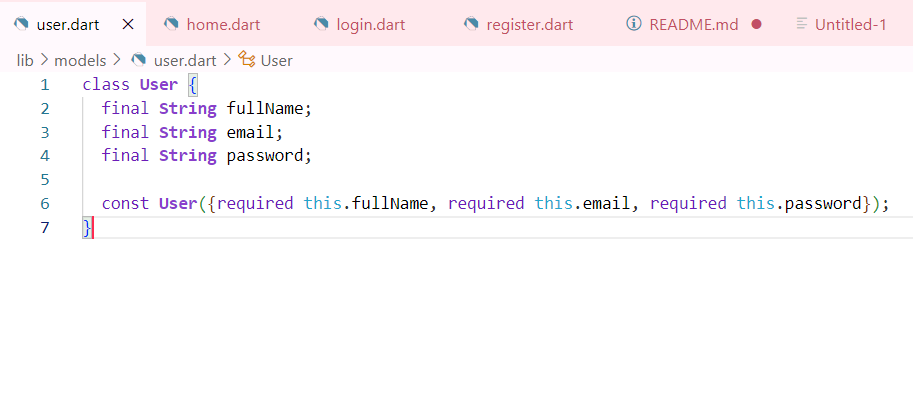 user.dart home.dart login.dart register.dart README.md Untitled-1
lib models user.dart User
1 class User {
2 final String fullName;
3 final String email;
4 final String password;
5
6 const User({required this.fullName, required this.email, required this.password});
7 }